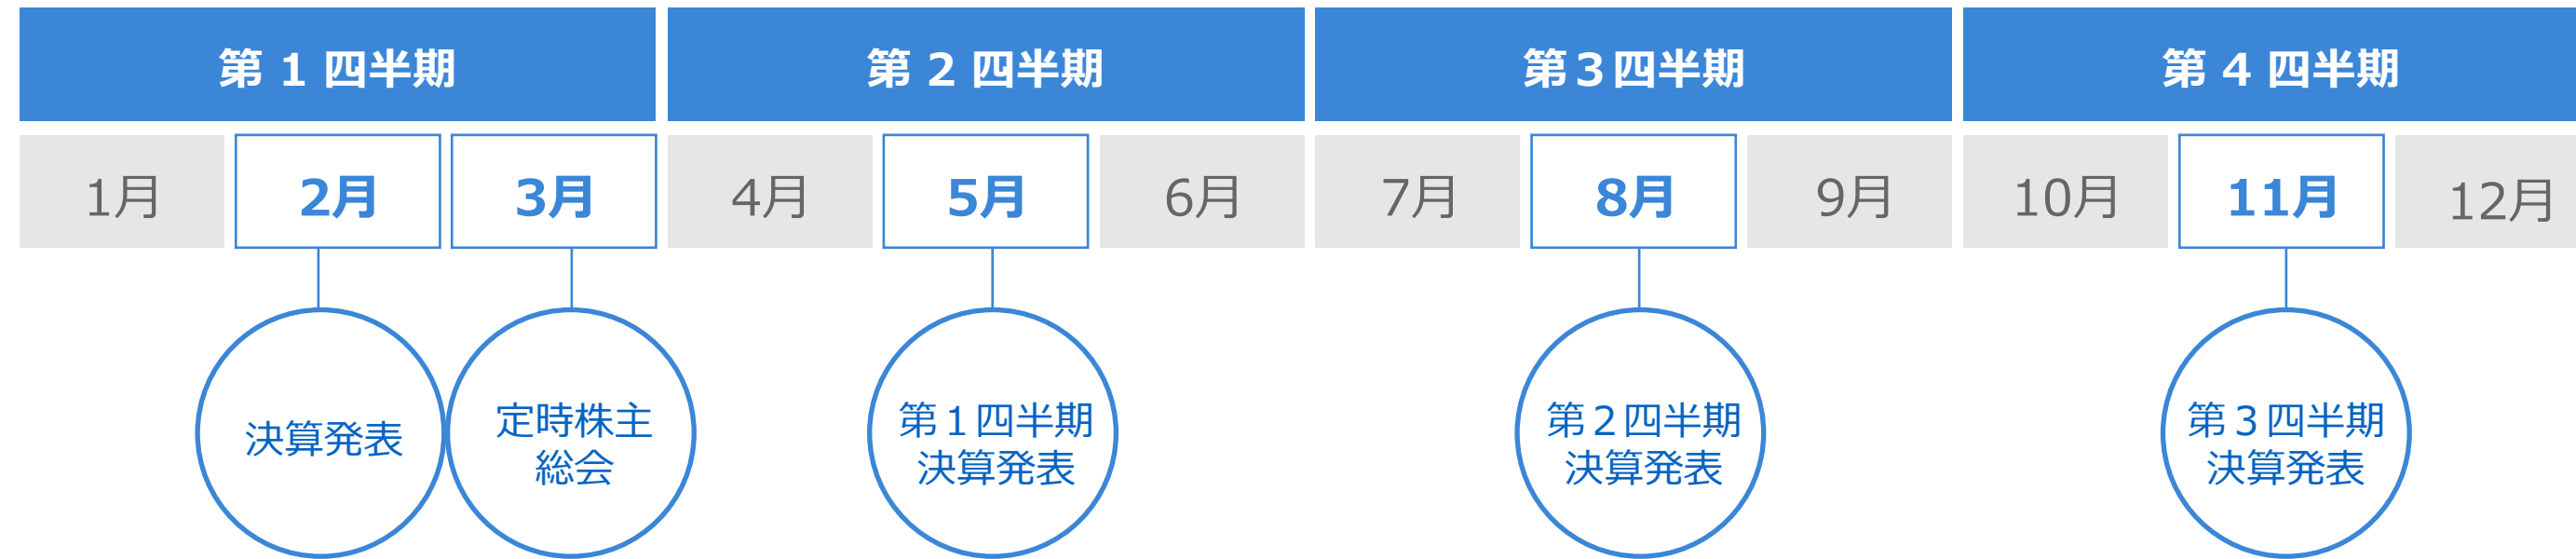 第 1 四半期
第 2 四半期
第３四半期
第 4 四半期
1月
2月
3月
4月
5月
6月
7月
8月
9月
10月
11月
12月
決算発表
定時株主
総会
第１四半期
決算発表
第２四半期
決算発表
第３四半期
決算発表